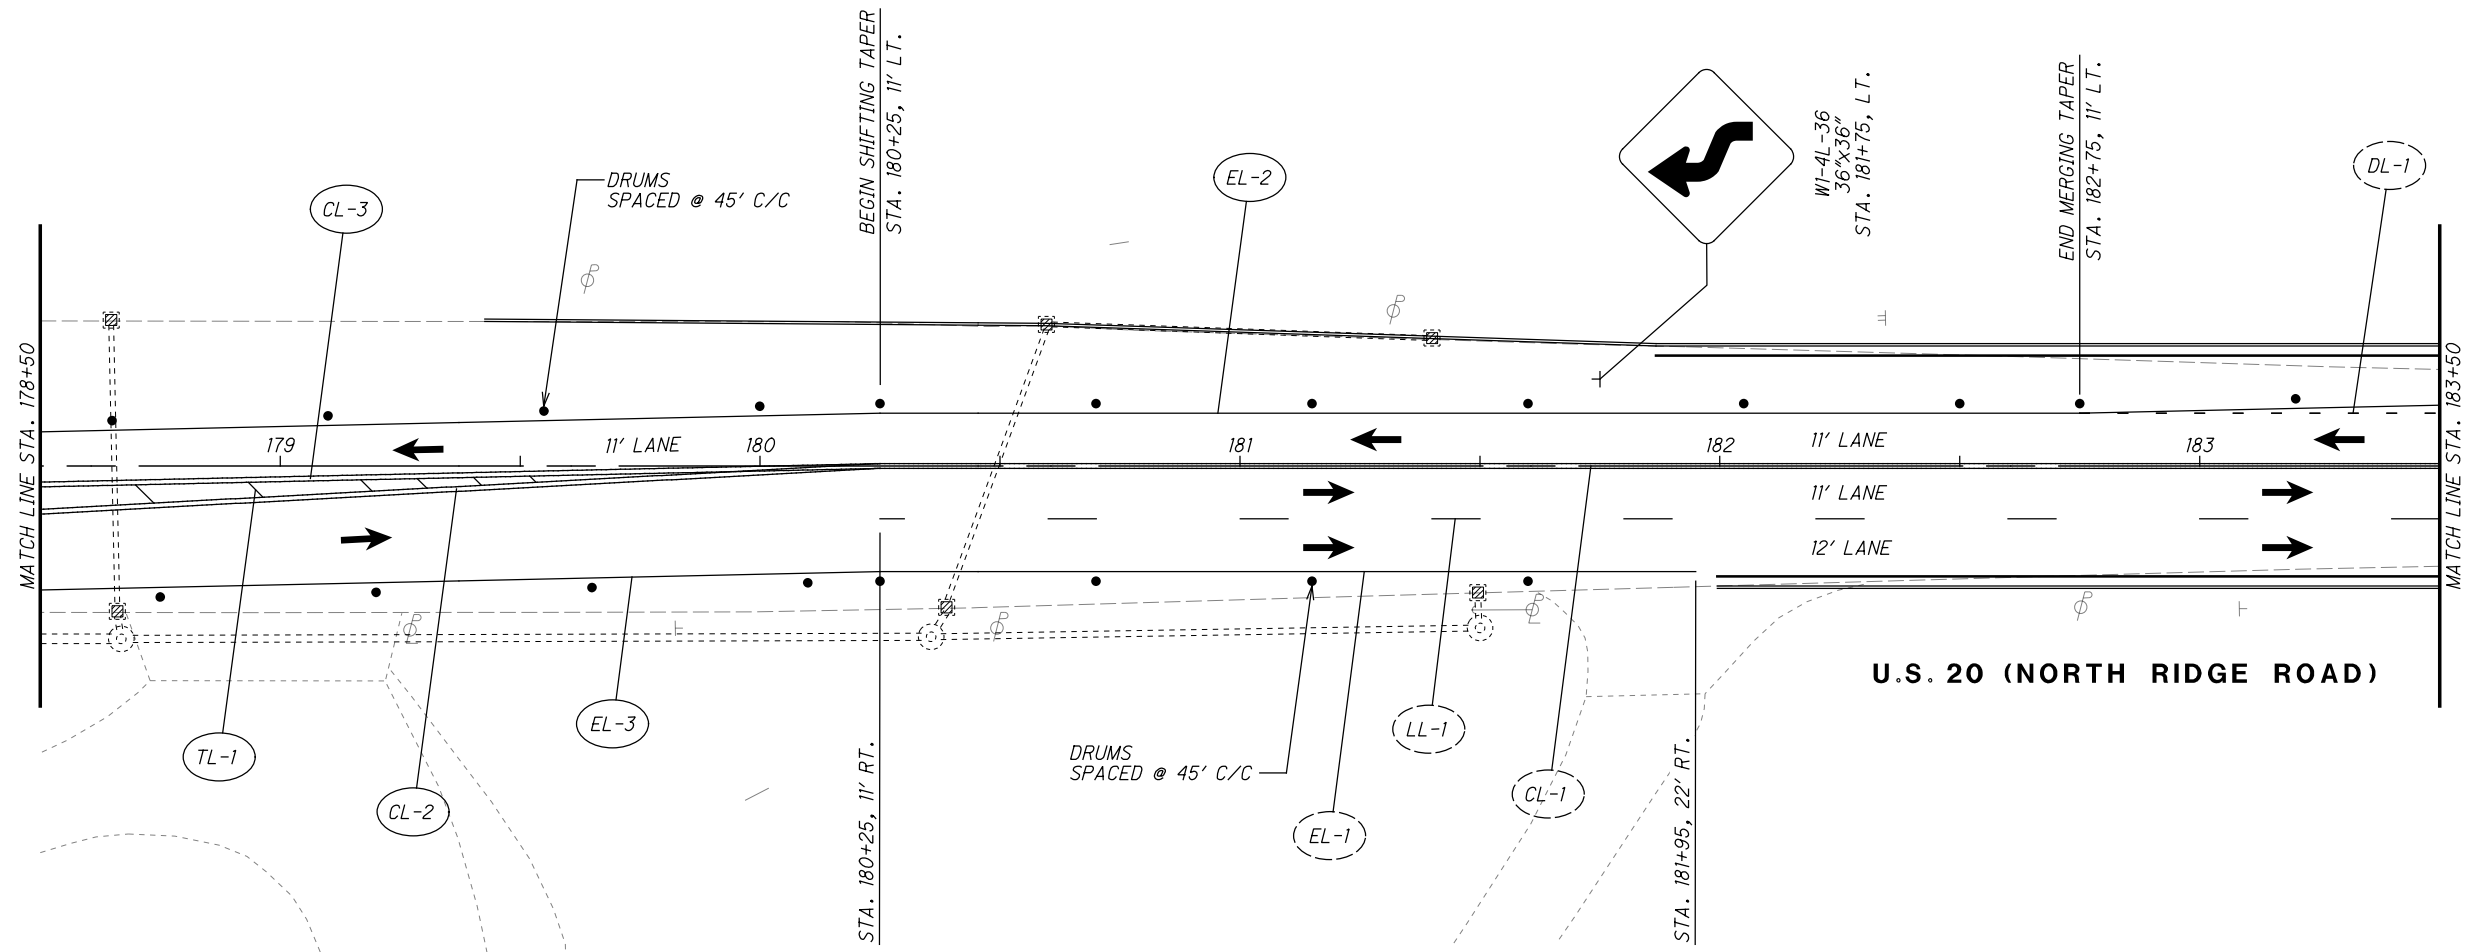 BEGIN SHIFTING TAPER
STA. 180+25, 11' LT.
W1-4L-36
36"x36"
STA. 181+75, LT.
END MERGING TAPER
STA. 182+75, 11' LT.
DL-1
CL-3
DRUMS
SPACED @ 45' C/C
EL-2
MATCH LINE STA. 178+50
179
11' LANE
180
181
182
11' LANE
183
11' LANE
12' LANE
MATCH LINE STA. 183+50
U.S. 20 (NORTH RIDGE ROAD)
TL-1
CL-2
EL-3
STA. 180+25, 11' RT.
DRUMS
SPACED @ 45' C/C
EL-1
LL-1
CL-1
STA. 181+95, 22' RT.